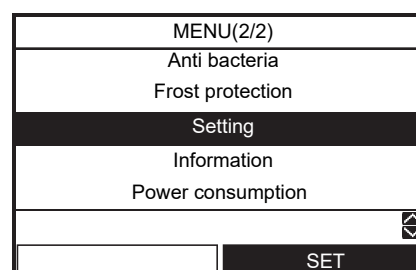 MENU(2/2)
Anti bacteria
Frost protection
Setting
Information
Power consumption
SET